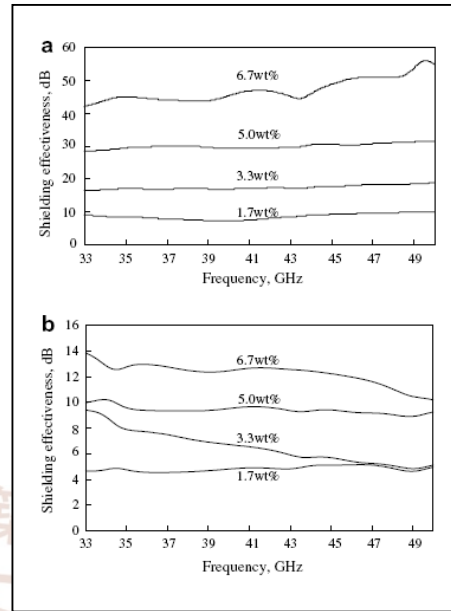 a
60
50
40
30
20
10
0
Shielding effectiveness, dB
6.7wt%
5.0wt%
3.3wt%
1.7wt%
33 35 37 39 41 43 45 47 49
Frequency, GHz
b
16
14
12
10
8
6
4
2
0
Shielding effectiveness, dB
6.7wt%
5.0wt%
3.3wt%
1.7wt%
33 35 37 39 41 43 45 47 49
Frequency, GHz